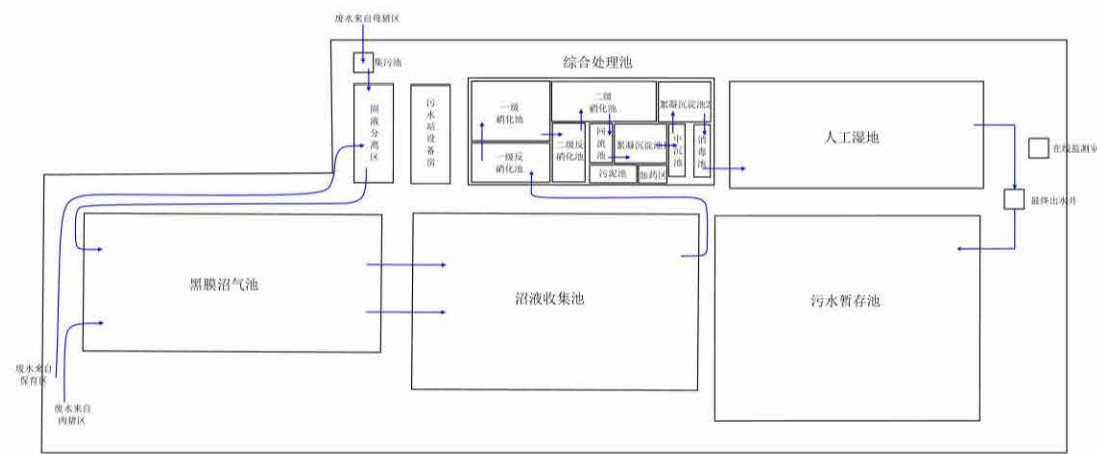 废水来自母猪区
集污池
综合处理池
固液分离区
污水站设备房
一级
硝化池
二级
硝化池
絮凝沉淀池2
一级反
硝化池
二级反
硝化池
回流池
絮凝沉淀池1
中沉池
消毒池
污泥池
加药区
人工湿地
在线监测室
最终出水井
黑膜沼气池
沼液收集池
污水暂存池
废水来自
保育区
废水来自
肉猪区